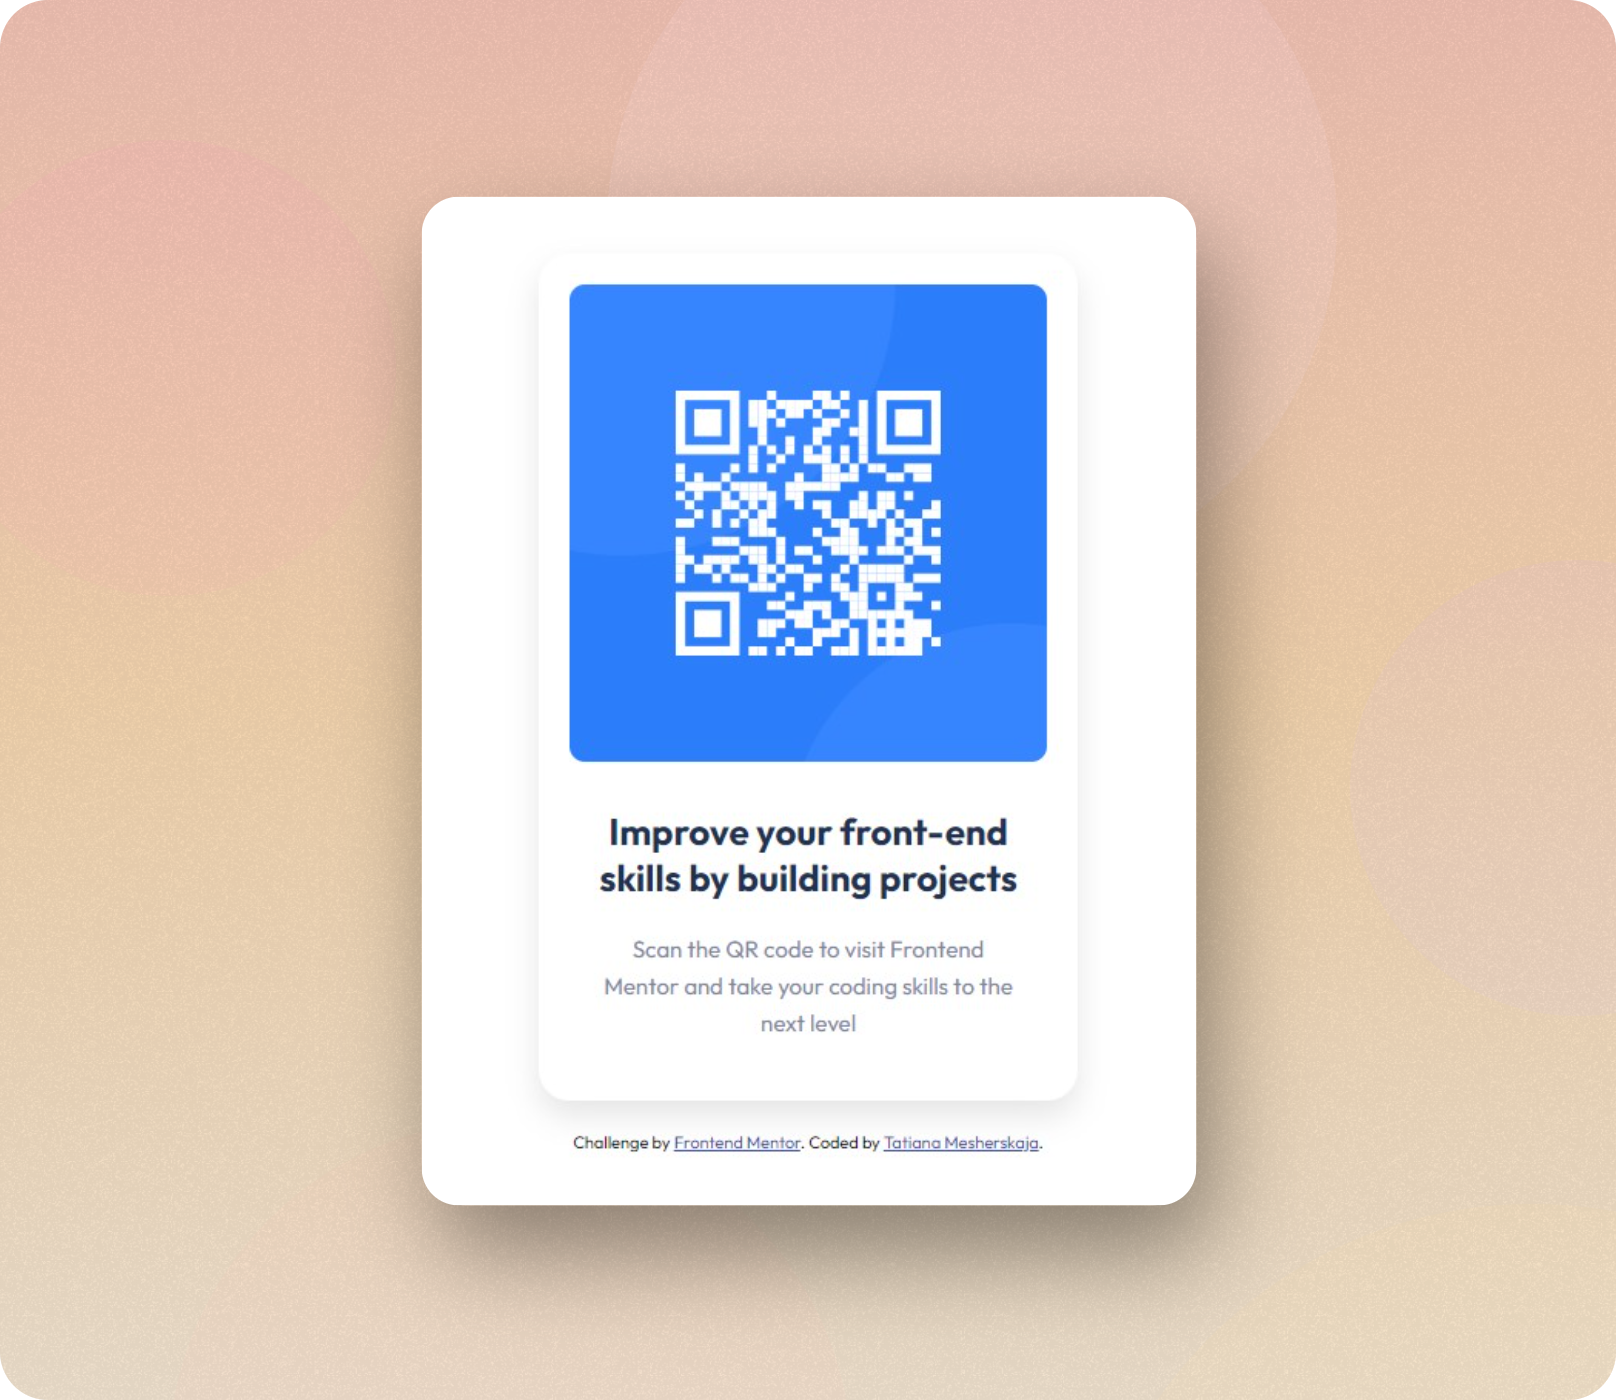 Improve your front-end
skills by building projects
Scan the QR code to visit Frontend
Mentor and take your coding skills to the
next level
Challenge by Frontend Mentor. Coded by Tatiana Mesherskaja.